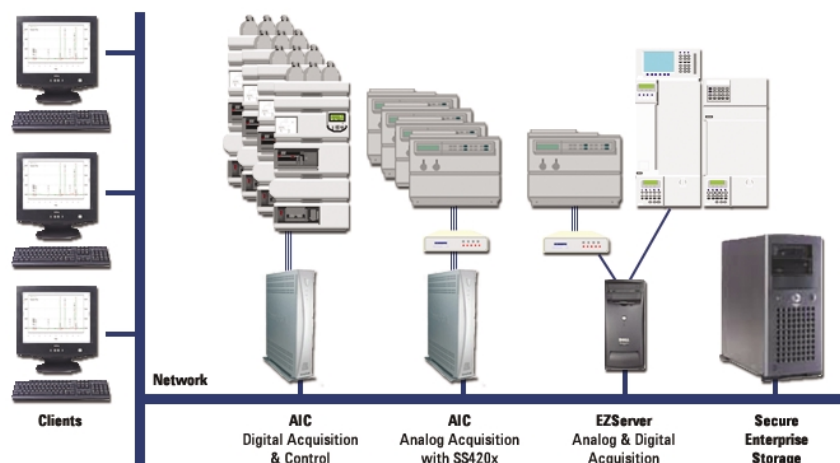 Network
Clients
AIC
Digital Acquisition
& Control
AIC
Analog Acquisition
with SS420x
EZServer
Analog & Digital
Acquisition
Secure
Enterprise
Storage